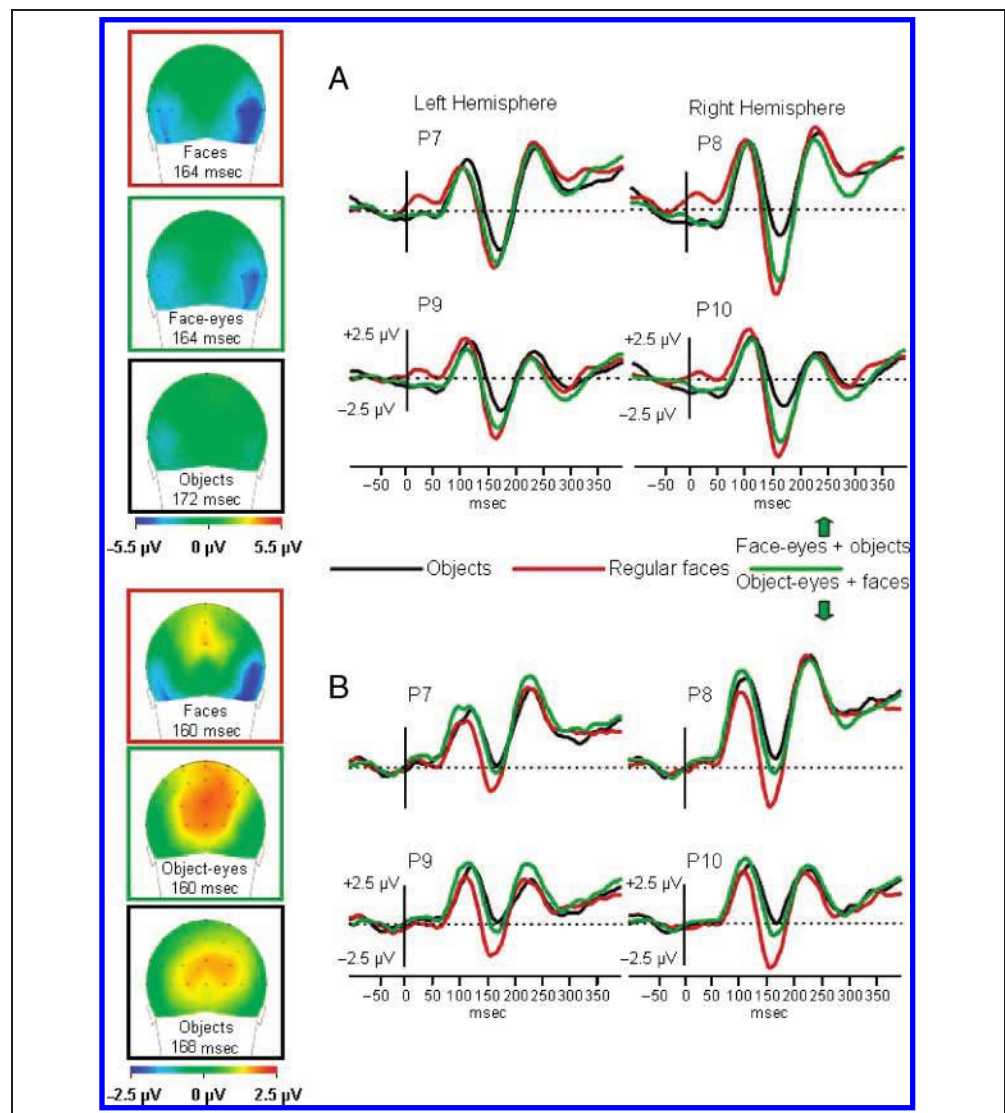 A
Left Hemisphere
Right Hemisphere
P7
P8
Faces
164 msec
Face-eyes
164 msec
P9
P10
+2.5 µV
+2.5 µV
−2.5 µV
−2.5 µV
Objects
172 msec
−50 0 50 100 150 200 250 300 350
msec
−50 0 50 100 150 200 250 300 350
msec
−5.5 µV 0 µV 5.5 µV
Objects
Regular faces
Face-eyes + objects
Object-eyes + faces
B
P7
P8
Faces
160 msec
Object-eyes
160 msec
P9
P10
+2.5 µV
+2.5 µV
−2.5 µV
−2.5 µV
Objects
168 msec
−50 0 50 100 150 200 250 300 350
msec
−50 0 50 100 150 200 250 300 350
msec
−2.5 µV 0 µV 2.5 µV